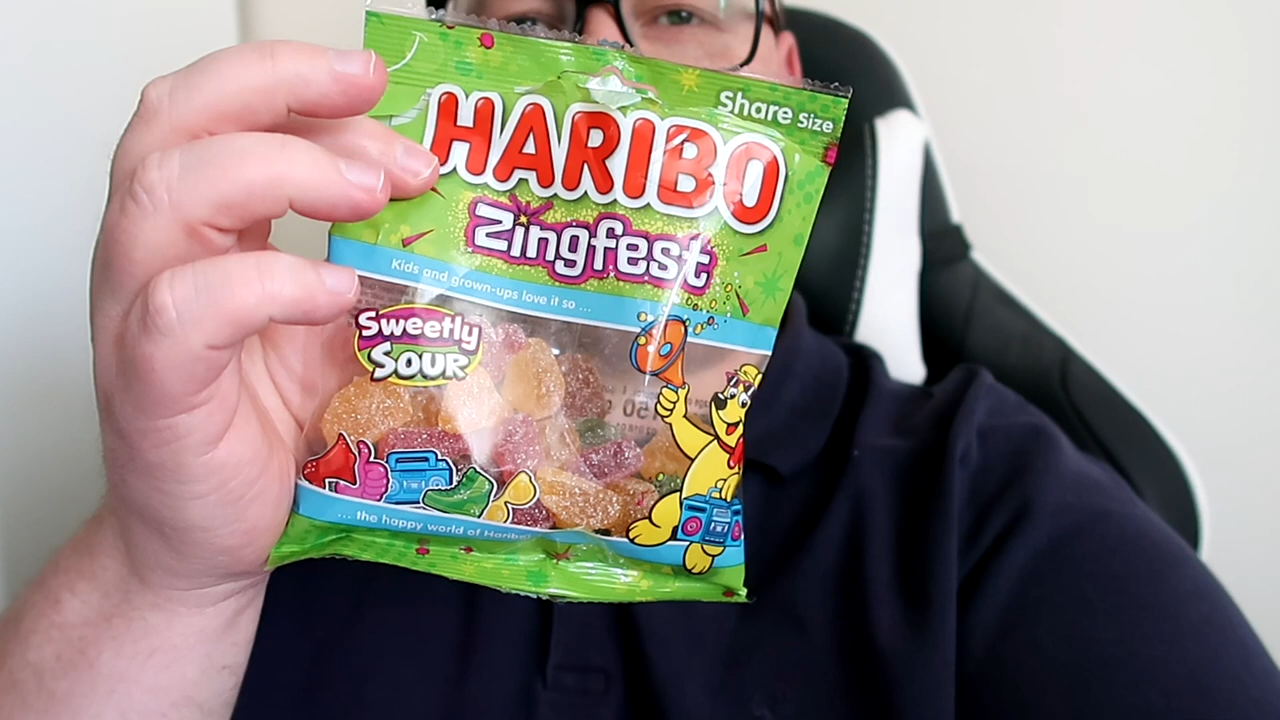 Share Size
HARIBO
Zingfest
Kids and grown-ups love it so ...
Sweetly
SOUR
... the happy world of Haribo